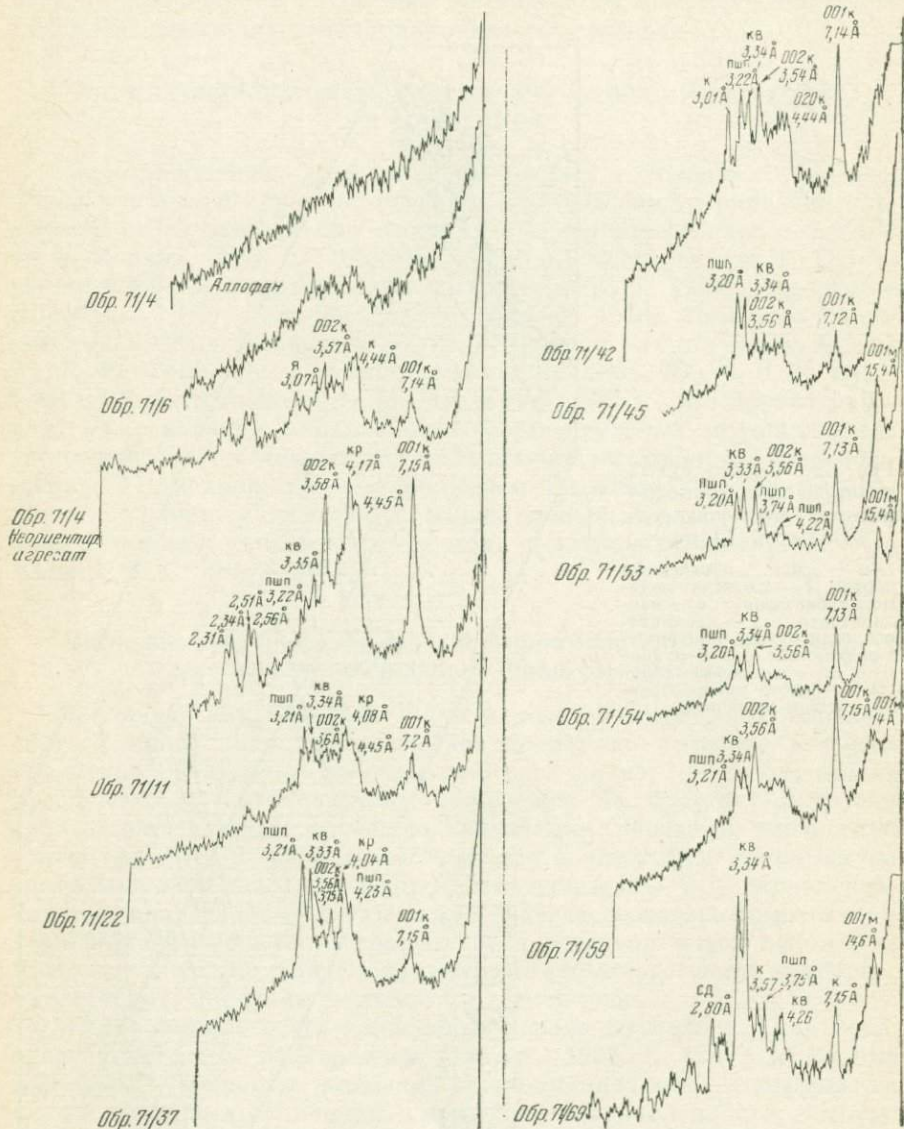 Обр. 71/4
Аллофан
Обр. 71/6
Я
3,07Å
002к
3,57Å
к
4,44Å
001к
7,14Å
Обр. 71/4
Неориентир.
агрегат
2,31Å
2,34Å
2,51Å
2,56Å
пшп
3,22Å
кв
3,35Å
002к
3,58Å
кр
4,17Å
4,45Å
001к
7,15Å
Обр. 71/11
пшп
3,21Å
кв
3,34Å
002к
3,6Å
кр
4,08Å
4,45Å
001к
7,2Å
Обр. 71/22
пшп
3,21Å
кв
3,33Å
002к
3,56Å
3,75Å
кр
4,04Å
пшп
4,23Å
001к
7,15Å
Обр. 71/37
к
3,01Å
пшп
3,22Å
кв
3,34Å
002к
3,54Å
020к
4,44Å
001к
7,14Å
Обр. 71/42
пшп
3,20Å
кв
3,34Å
002к
3,56Å
001к
7,12Å
Обр. 71/45
001м
15,4Å
пшп
3,20Å
кв
3,33Å
002к
3,56Å
пшп
3,74Å
пшп
4,22Å
001к
7,13Å
Обр. 71/53
001м
15,4Å
пшп
3,20Å
кв
3,34Å
002к
3,56Å
001к
7,13Å
Обр. 71/54
пшп
3,21Å
кв
3,34Å
002к
3,56Å
001к
7,15Å
001м
14Å
Обр. 71/59
сд
2,80Å
кв
3,34Å
к
3,57
пшп
3,75Å
кв
4,26
к
7,15Å
001м
14,6Å
Обр. 71/69